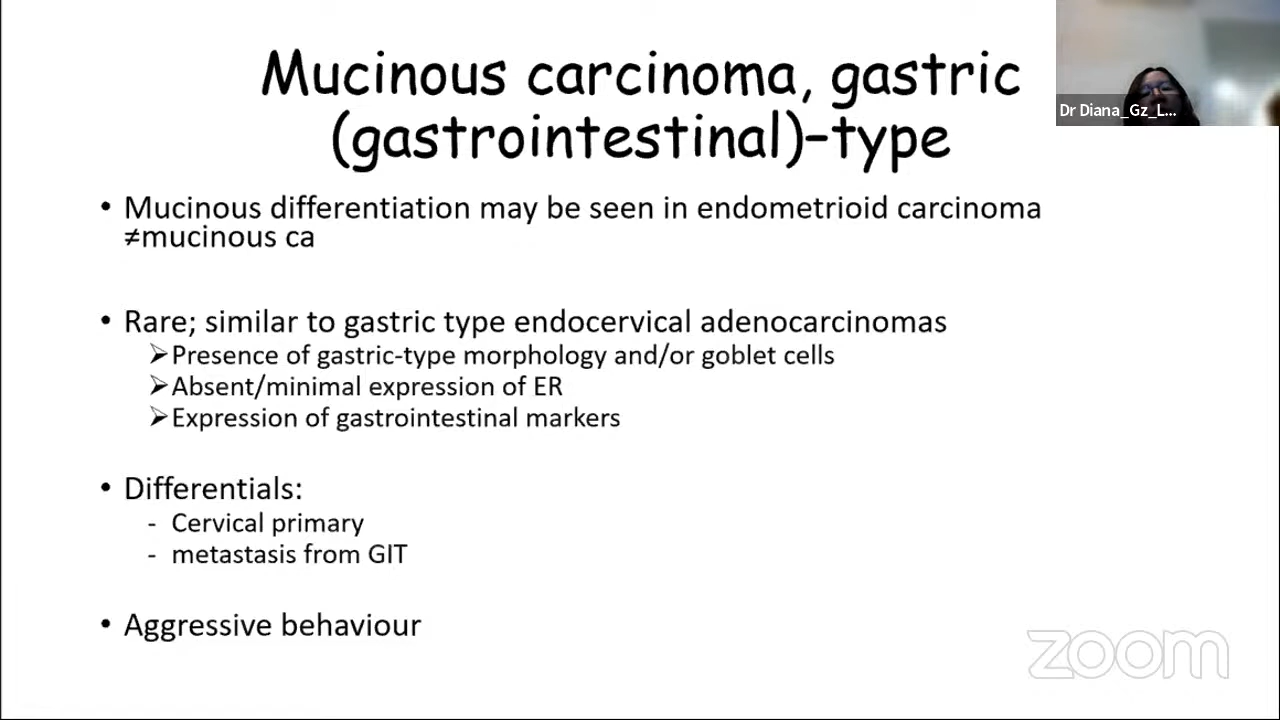 Mucinous carcinoma, gastric
(gastrointestinal)–type
Dr Diana_Gz_L...
• Mucinous differentiation may be seen in endometrioid carcinoma
≠mucinous ca
• Rare; similar to gastric type endocervical adenocarcinomas
➢Presence of gastric-type morphology and/or goblet cells
➢Absent/minimal expression of ER
➢Expression of gastrointestinal markers
• Differentials:
- Cervical primary
- metastasis from GIT
• Aggressive behaviour
zoom